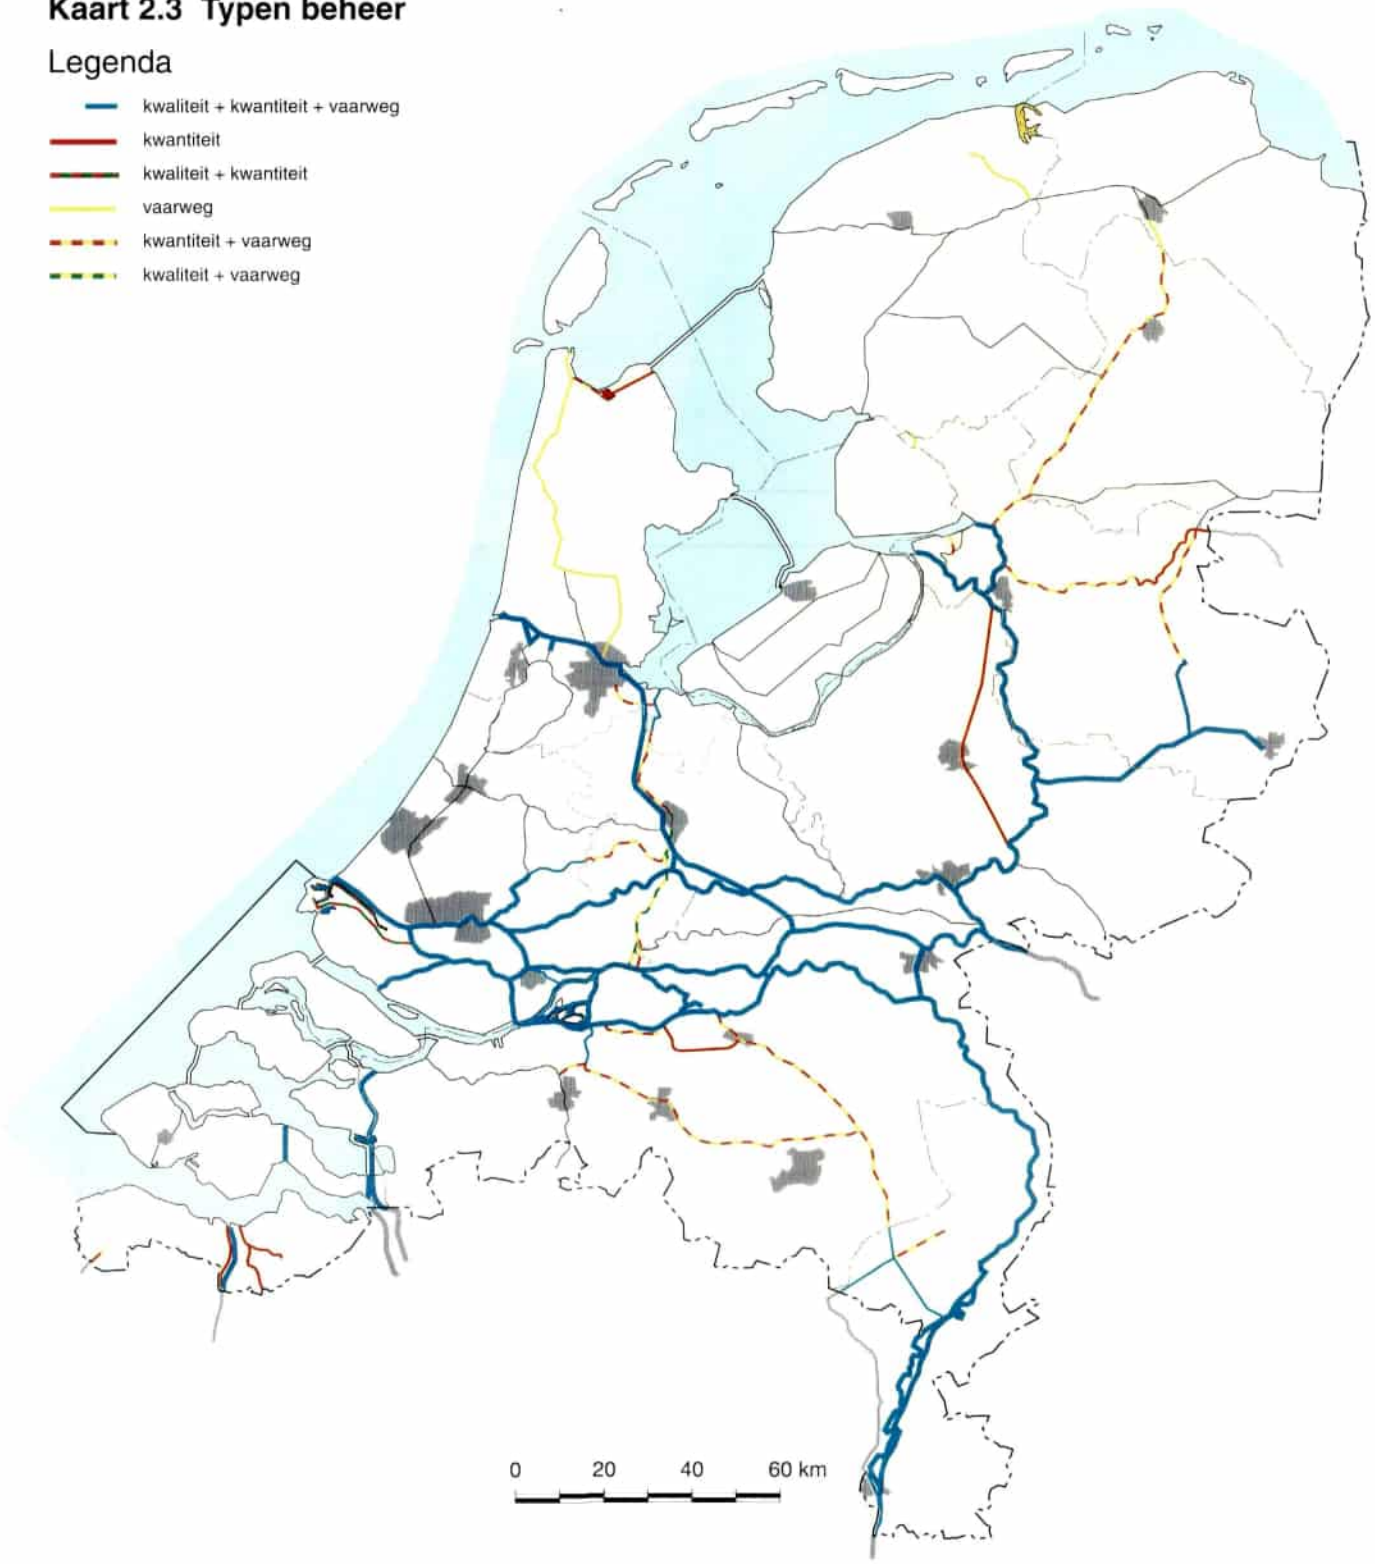 Kaart 2.3 Typen beheer
Legenda
kwaliteit + kwantiteit + vaarweg
kwantiteit
kwaliteit + kwantiteit
vaarweg
kwantiteit + vaarweg
kwaliteit + vaarweg
0 20 40 60 km